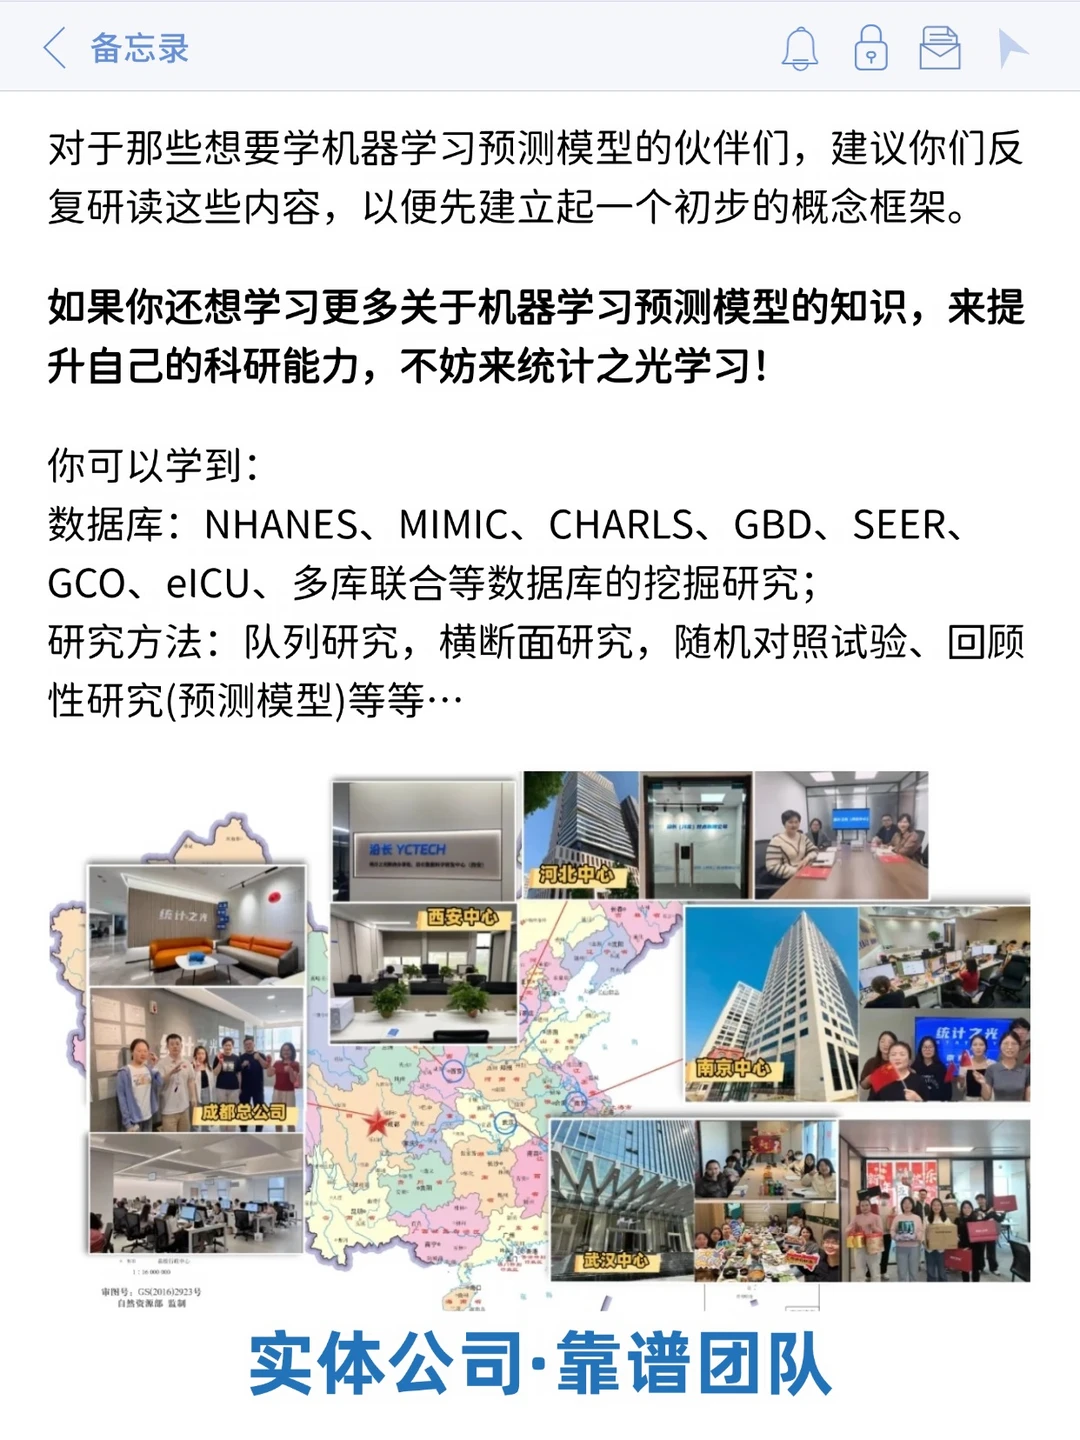 备忘录
对于那些想要学机器学习预测模型的伙伴们，建议你们反
复研读这些内容，以便先建立起一个初步的概念框架。
如果你还想学习更多关于机器学习预测模型的知识，来提
升自己的科研能力，不妨来统计之光学习！
你可以学到：
数据库：NHANES、MIMIC、CHARLS、GBD、SEER、
GCO、eICU、多库联合等数据库的挖掘研究；
研究方法：队列研究，横断面研究，随机对照试验、回顾
性研究(预测模型)等等…
沿长 YCTECH
河北中心
西安中心
统计之光
统计之光
南京中心
成都总公司
武汉中心
审图号：GS(2016)2923号
自然资源部 监制
实体公司·靠谱团队